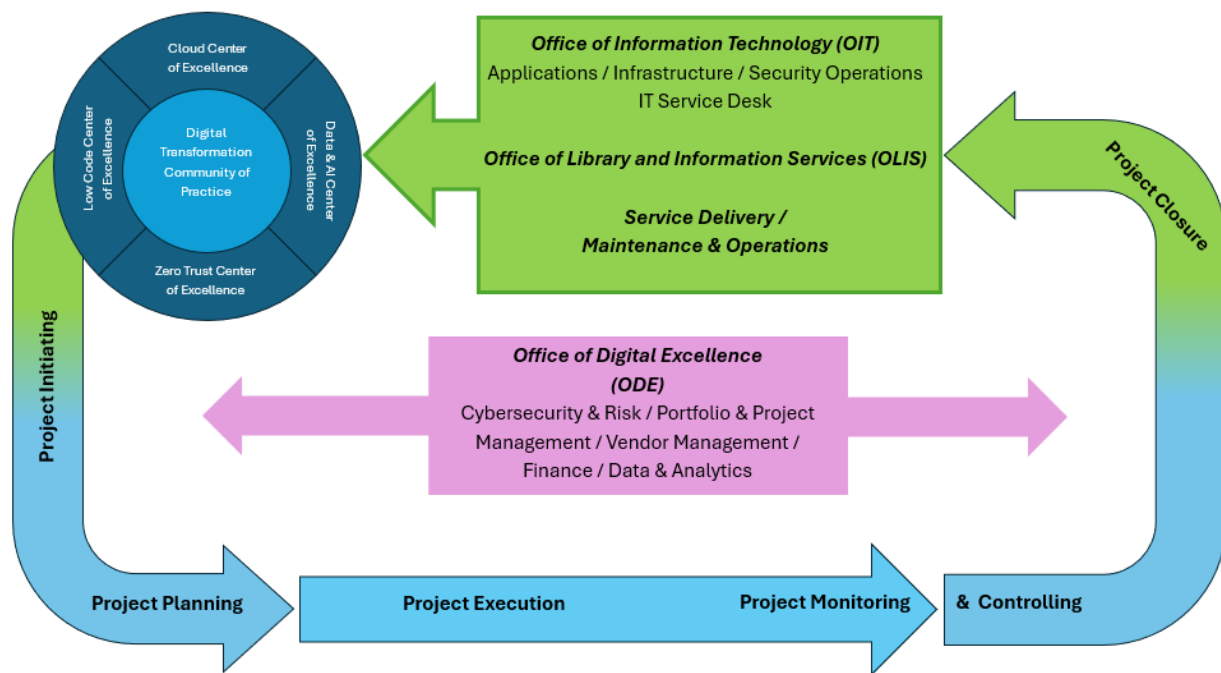 Cloud Center
of Excellence
Low Code Center
of Excellence
Digital
Transformation
Community of
Practice
Data & AI Center
of Excellence
Zero Trust Center
of Excellence
Office of Information Technology (OIT)
Applications / Infrastructure / Security Operations
IT Service Desk
Office of Library and Information Services (OLIS)
Service Delivery /
Maintenance & Operations
Office of Digital Excellence
(ODE)
Cybersecurity & Risk / Portfolio & Project
Management / Vendor Management /
Finance / Data & Analytics
Project Initiating
Project Planning
Project Execution
Project Monitoring
& Controlling
Project Closure